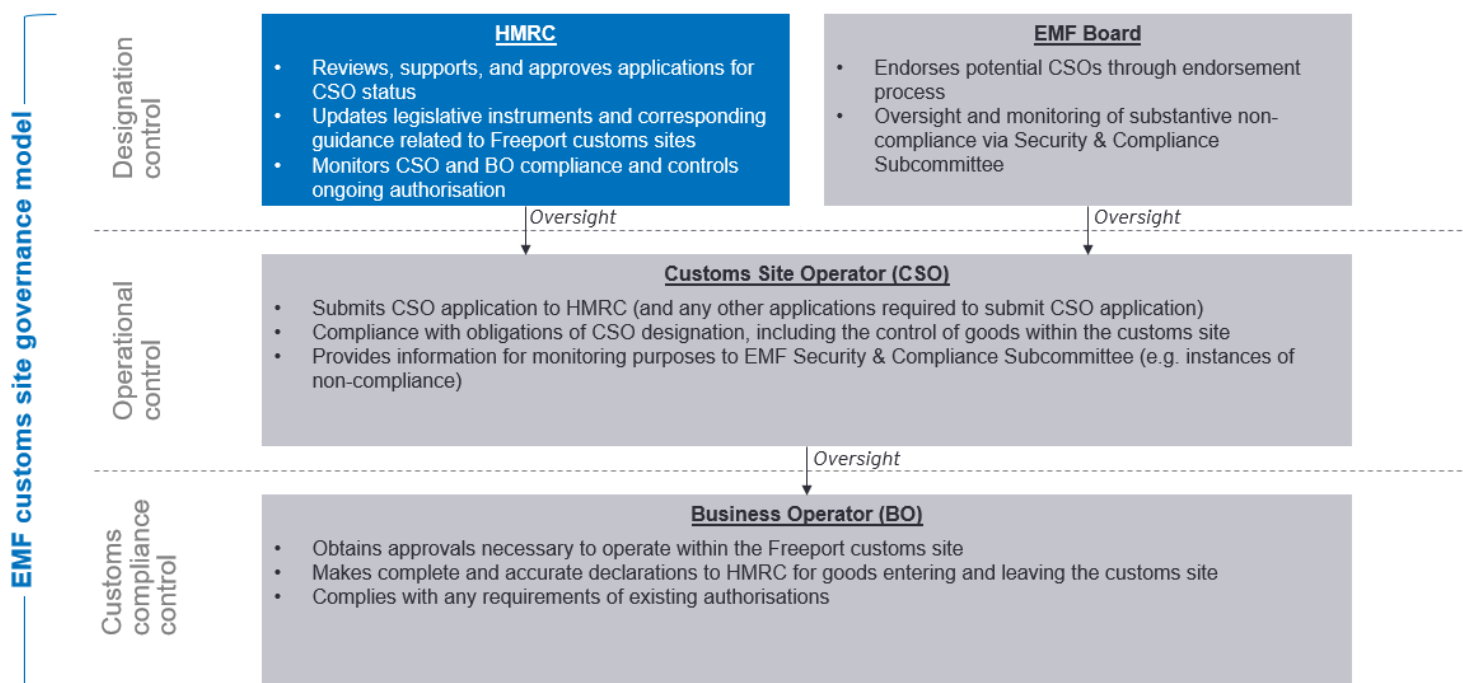 EMF customs site governance model
Designation
control
HMRC
• Reviews, supports, and approves applications for
CSO status
• Updates legislative instruments and corresponding
guidance related to Freeport customs sites
• Monitors CSO and BO compliance and controls
ongoing authorisation
EMF Board
• Endorses potential CSOs through endorsement
process
• Oversight and monitoring of substantive non-
compliance via Security & Compliance
Subcommittee
Oversight
Oversight
Operational
control
Customs Site Operator (CSO)
• Submits CSO application to HMRC (and any other applications required to submit CSO application)
• Compliance with obligations of CSO designation, including the control of goods within the customs site
• Provides information for monitoring purposes to EMF Security & Compliance Subcommittee (e.g. instances of
non-compliance)
Oversight
Customs
compliance
control
Business Operator (BO)
• Obtains approvals necessary to operate within the Freeport customs site
• Makes complete and accurate declarations to HMRC for goods entering and leaving the customs site
• Complies with any requirements of existing authorisations